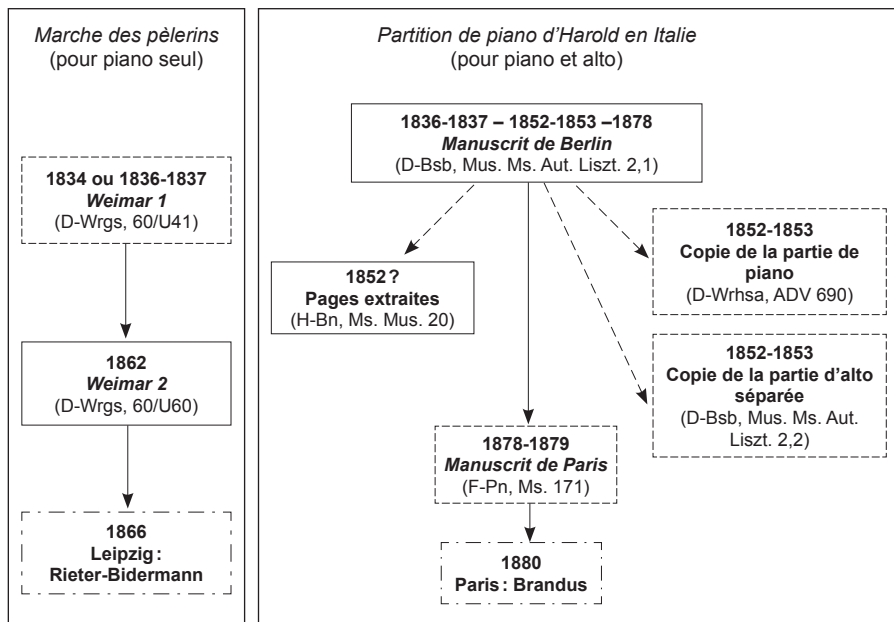 Marche des pèlerins
(pour piano seul)
1834 ou 1836-1837
Weimar 1
(D-Wrgs, 60/U41)
1862
Weimar 2
(D-Wrgs, 60/U60)
1866
Leipzig :
Rieter-Bidermann
Partition de piano d’Harold en Italie
(pour piano et alto)
1836-1837 – 1852-1853 –1878
Manuscrit de Berlin
(D-Bsb, Mus. Ms. Aut. Liszt. 2,1)
1852 ?
Pages extraites
(H-Bn, Ms. Mus. 20)
1852-1853
Copie de la partie de
piano
(D-Wrhsa, ADV 690)
1852-1853
Copie de la partie d’alto
séparée
(D-Bsb, Mus. Ms. Aut.
Liszt. 2,2)
1878-1879
Manuscrit de Paris
(F-Pn, Ms. 171)
1880
Paris : Brandus